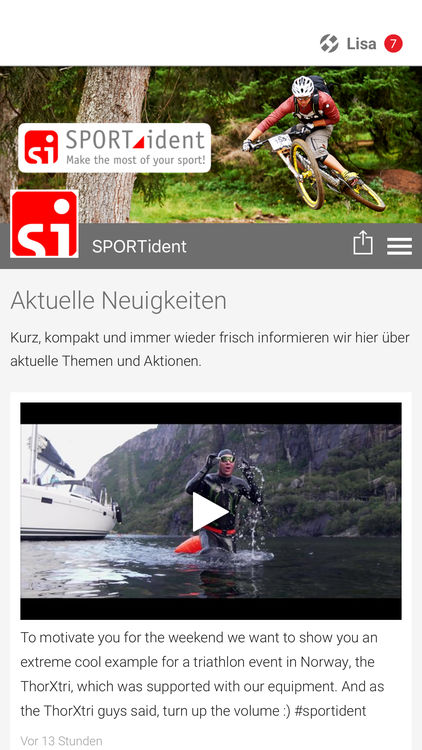 Lisa 7
SPORTident
Make the most of your sport!
si
si
SPORTident
Aktuelle Neuigkeiten
Kurz, kompakt und immer wieder frisch informieren wir hier über
aktuelle Themen und Aktionen.
To motivate you for the weekend we want to show you an
extreme cool example for a triathlon event in Norway, the
ThorXtri, which was supported with our equipment. And as
the ThorXtri guys said, turn up the volume :) #sportident
Vor 13 Stunden